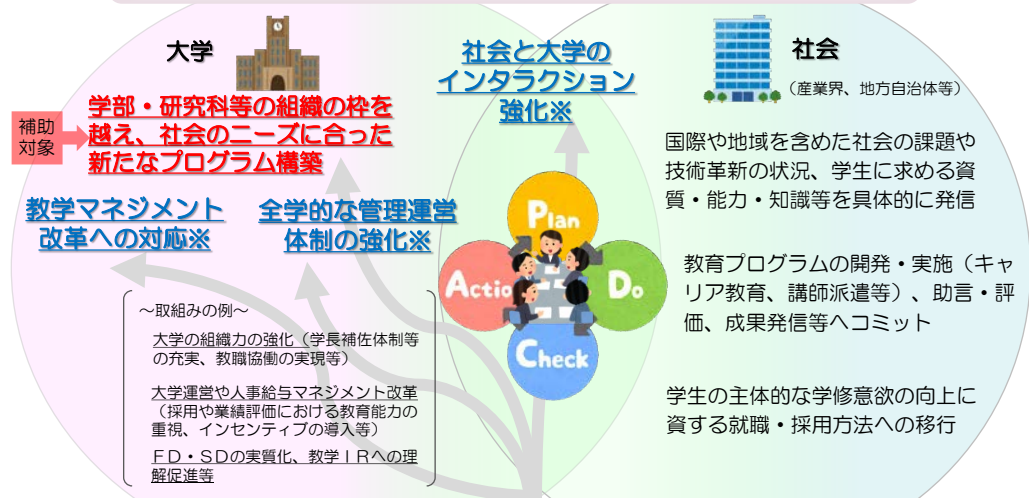 大学
補助
対象
学部・研究科等の組織の枠を
越え、社会のニーズに合った
新たなプログラム構築
教学マネジメント
改革への対応※
全学的な管理運営
体制の強化※
～取組みの例～
大学の組織力の強化（学長補佐体制等
の充実、教職協働の実現等）
大学運営や人事給与マネジメント改革
（採用や業績評価における教育能力の
重視、インセンティブの導入等）
ＦＤ・ＳＤの実質化、教学ＩＲへの理
解促進等
社会と大学の
インタラクション
強化※
Plan
Actio
Do
Check
社会
（産業界、地方自治体等）
国際や地域を含めた社会の課題や
技術革新の状況、学生に求める資
質・能力・知識等を具体的に発信
教育プログラムの開発・実施（キャ
リア教育、講師派遣等）、助言・評
価、成果発信等へコミット
学生の主体的な学修意欲の向上に
資する就職・採用方法への移行